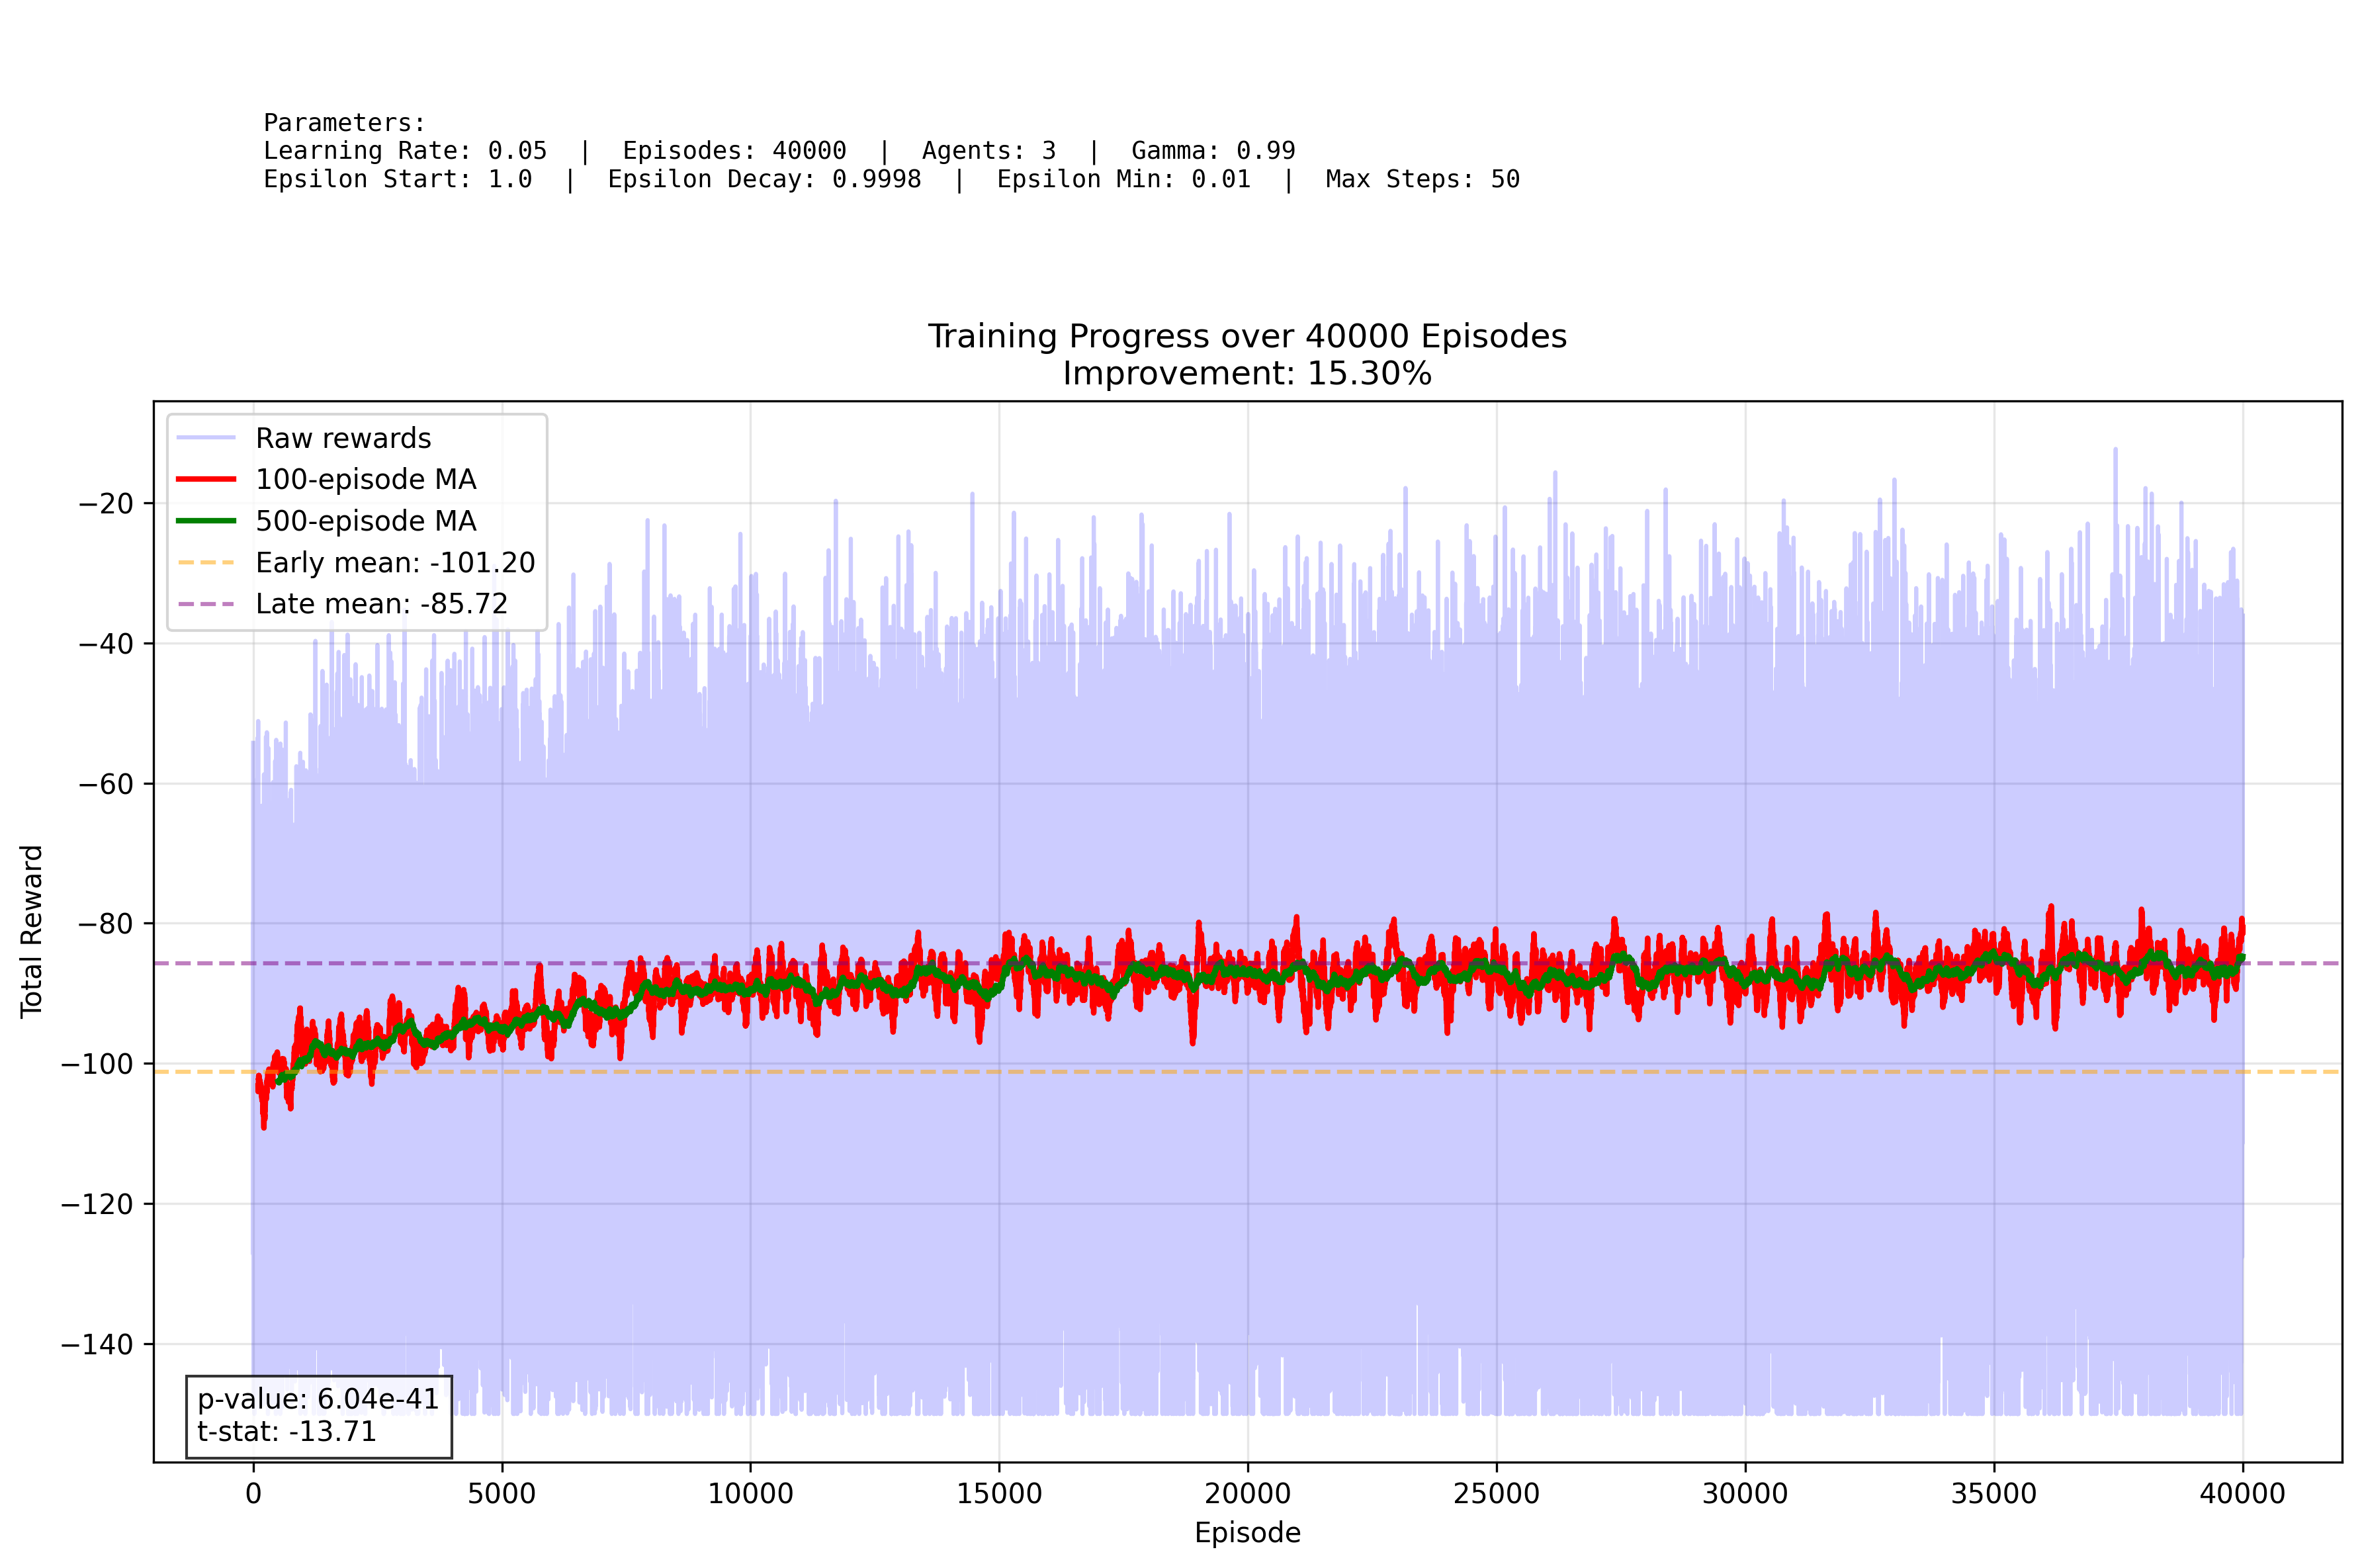 Parameters:
Learning Rate: 0.05  |  Episodes: 40000  |  Agents: 3  |  Gamma: 0.99
Epsilon Start: 1.0  |  Epsilon Decay: 0.9998  |  Epsilon Min: 0.01  |  Max Steps: 50
Training Progress over 40000 Episodes
Improvement: 15.30%
Raw rewards
100-episode MA
500-episode MA
Early mean: -101.20
Late mean: -85.72
−20
−40
−60
−80
−100
−120
−140
Total Reward
p-value: 6.04e-41
t-stat: -13.71
0
5000
10000
15000
20000
25000
30000
35000
40000
Episode